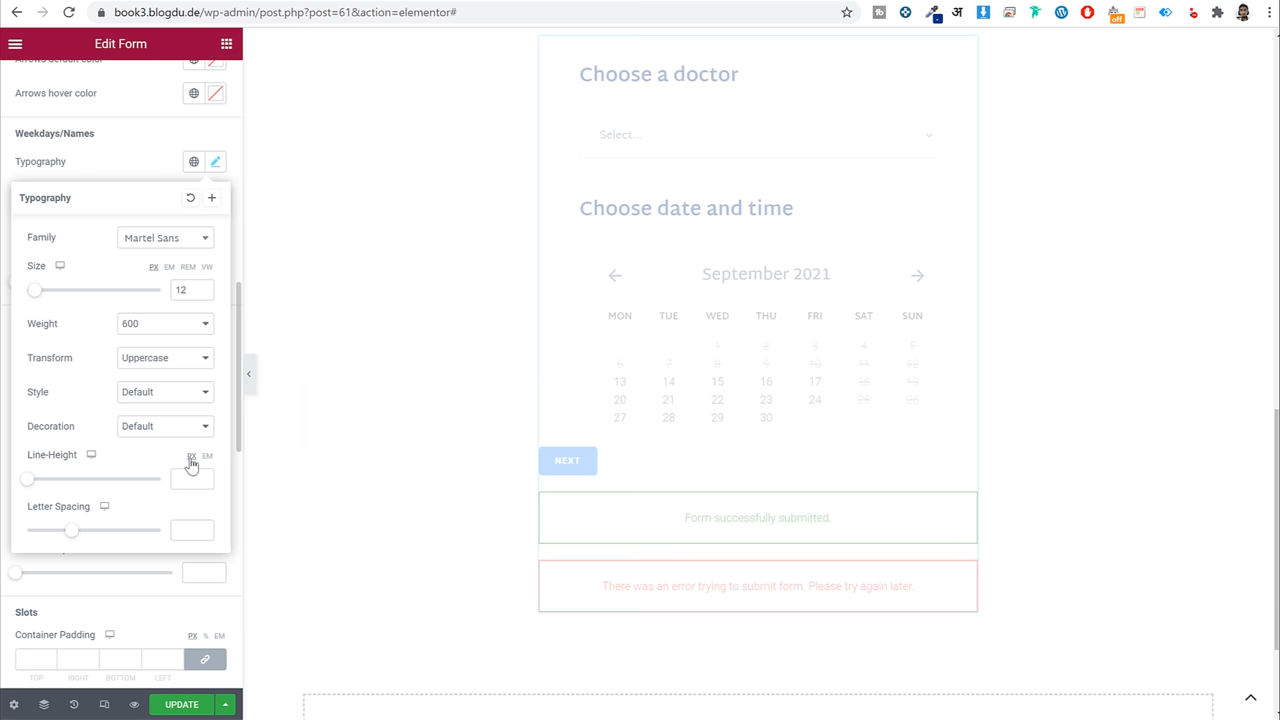 book3.blogdu.de/wp-admin/post.php?post=61&action=elementor#
अ
off
Edit Form
Arrows default color
Arrows hover color
Weekdays/Names
Typography
Typography
Family
Martel Sans
Size
PX EM REM VW
12
Weight
600
Transform
Uppercase
Style
Default
Decoration
Default
Line-Height
PX EM
Letter Spacing
Slots
Container Padding
PX % EM
TOP RIGHT BOTTOM LEFT
UPDATE
Choose a doctor
Select...
Choose date and time
September 2021
MON TUE WED THU FRI SAT SUN
1 2 3 4 5
6 7 8 9 10 11 12
13 14 15 16 17 18 19
20 21 22 23 24 25 26
27 28 29 30
NEXT
Form successfully submitted.
There was an error trying to submit form. Please try again later.